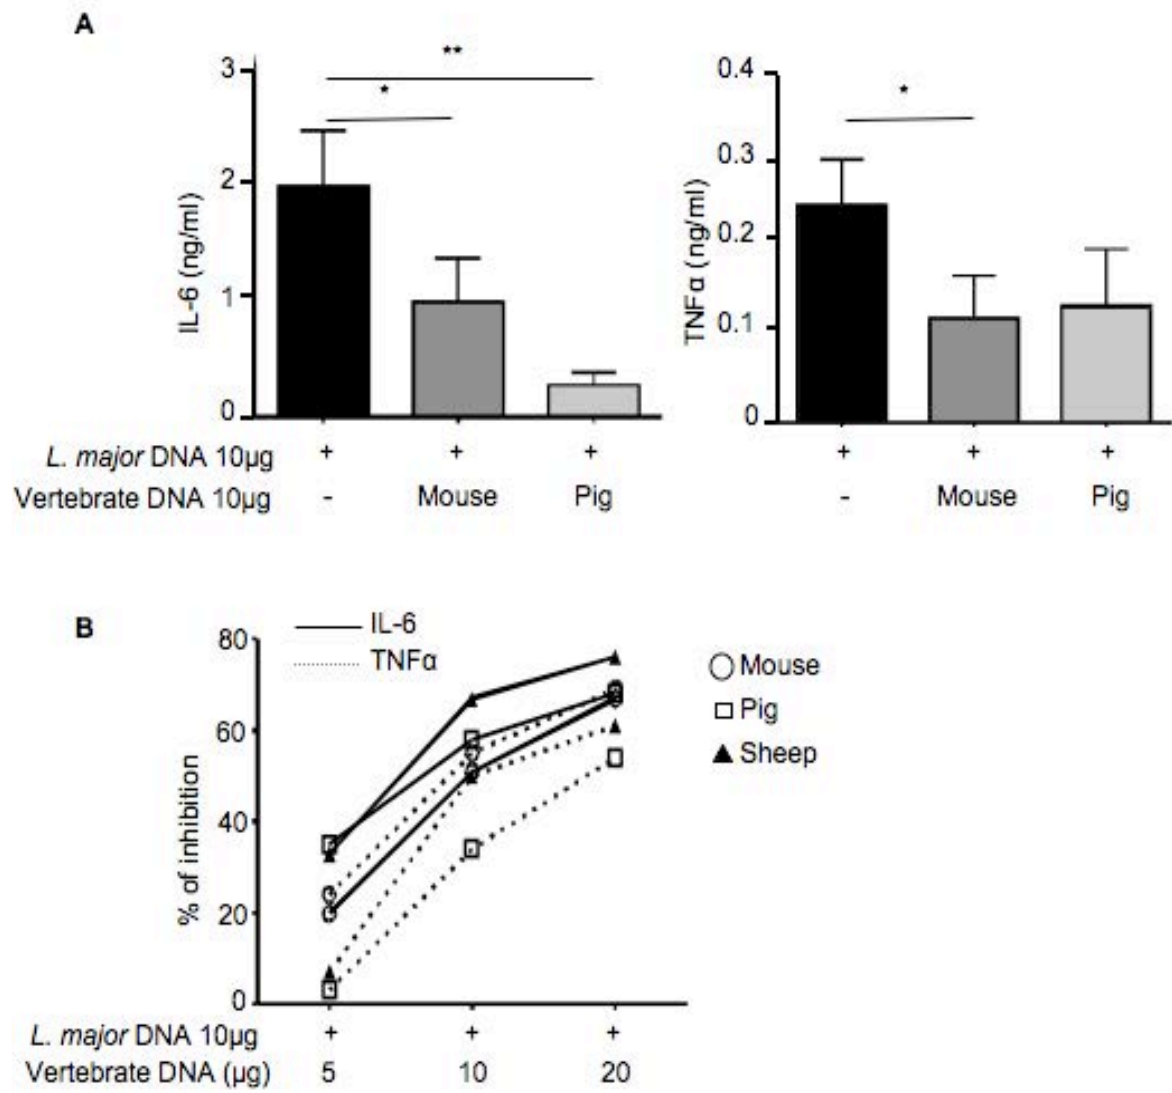 A
**
*
3
2
1
0
IL-6 (ng/ml)
*
0.4
0.3
0.2
0.1
0
TNFα (ng/ml)
L. major DNA 10µg + + + + + +
Vertebrate DNA 10µg - Mouse Pig - Mouse Pig
B
IL-6
TNFα
80
60
40
20
0
% of inhibition
Mouse
Pig
Sheep
L. major DNA 10µg + + +
Vertebrate DNA (µg) 5 10 20